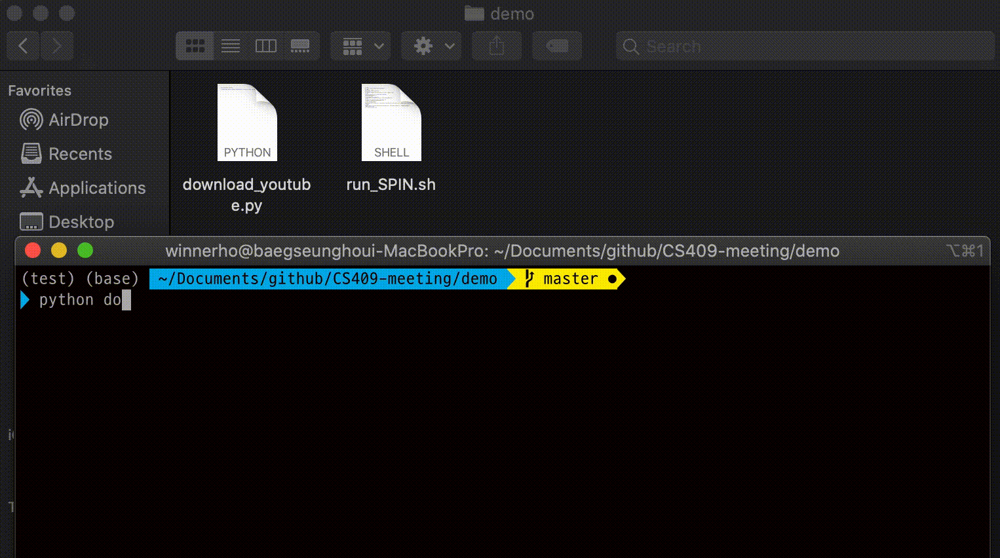 demo
Search
Favorites
AirDrop
Recents
Applications
Desktop
PYTHON
SHELL
download_youtub
e.py
run_SPIN.sh
winnerho@baegseunghoui-MacBookPro: ~/Documents/github/CS409-meeting/demo
⌥⌘1
(test) (base) ~/Documents/github/CS409-meeting/demo master ●
python do